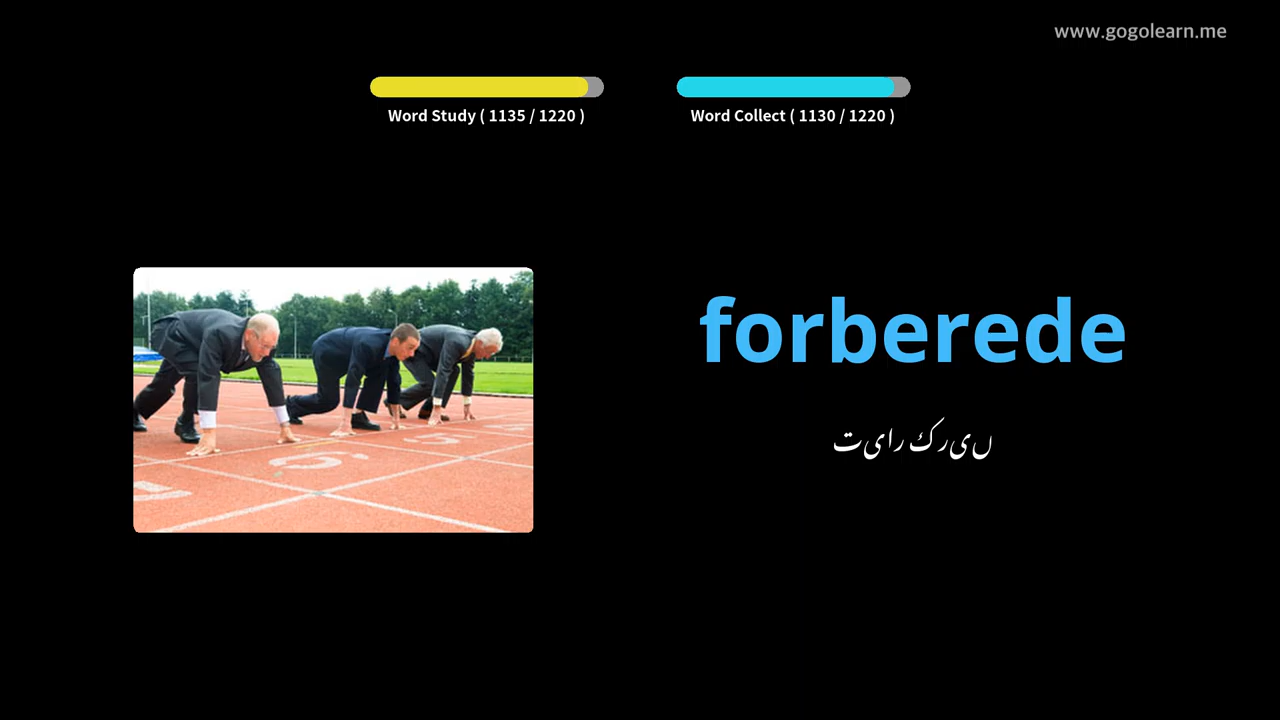 www.gogolearn.me
Word Study ( 1135 / 1220 )
Word Collect ( 1130 / 1220 )
forberede
تیار کریں